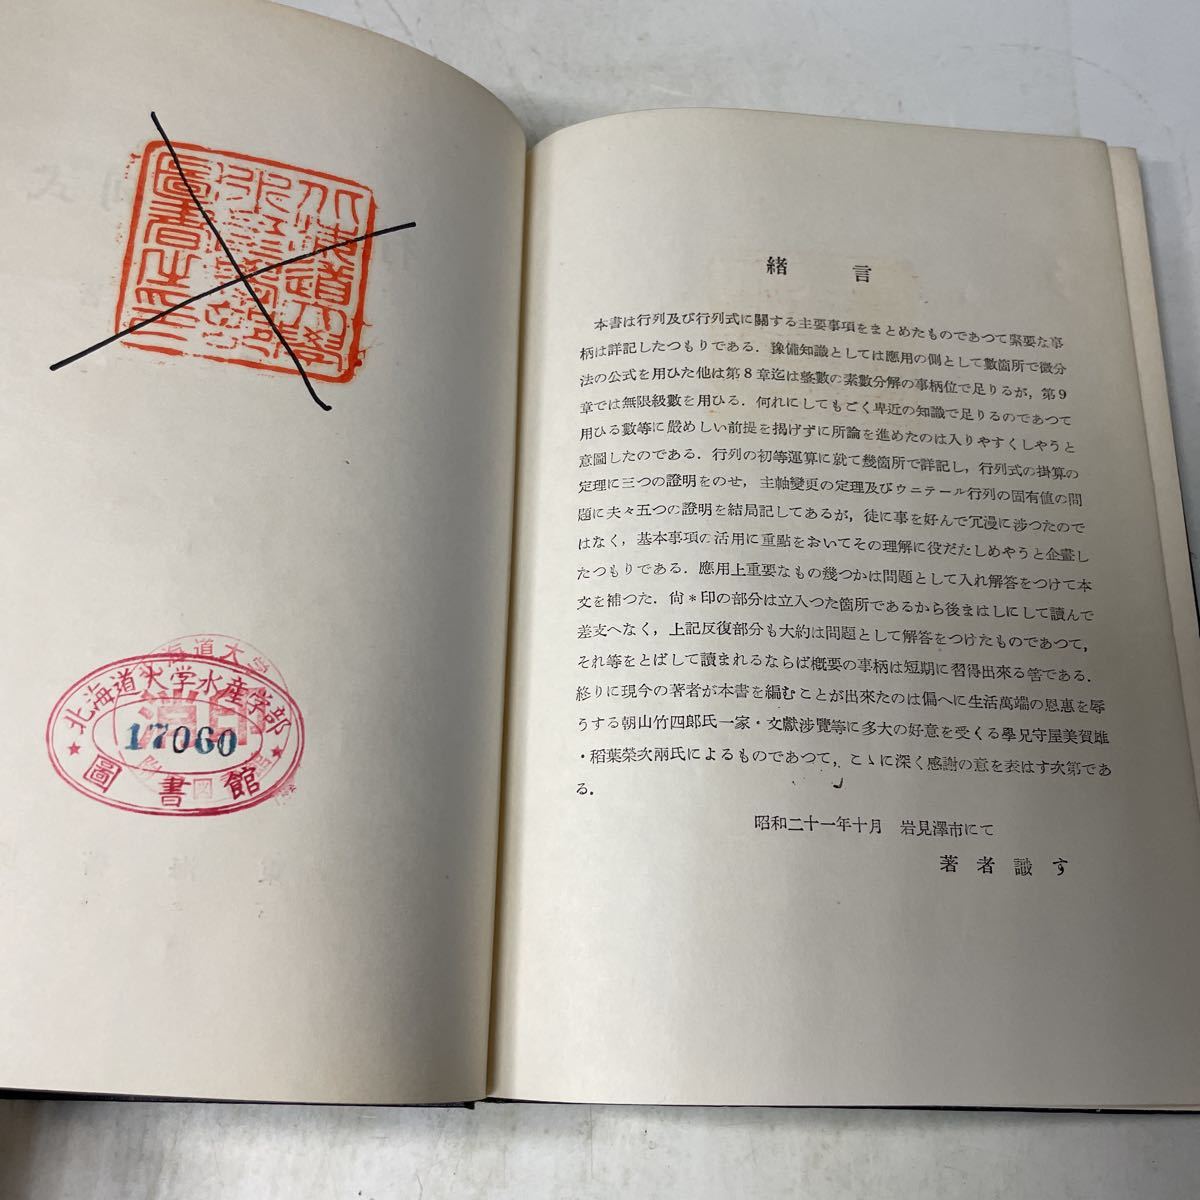 北海道大学水産学部
17060
圖書館
緒言
本書は行列及び行列式に關する主要事項をまとめたものであつて緊要な事
柄は詳記したつもりである．豫備知識としては應用の側として數箇所で微分
法の公式を用ひた他は第8章迄は整數の素數分解の事柄位で足りるが，第9
章では無限級數を用ひる．何れにしてもごく卑近の知識で足りるのであつて
用ひる數等に嚴めしい前提を揭げずに所論を進めたのは入りやすくしやうと
意圖したのである．行列の初等運算に就て幾箇所で詳記し，行列式の掛算の
定理に三つの證明をのせ，主軸變更の定理及びウニテール行列の固有値の問
題に夫々五つの證明を結局記してあるが，徒に事を好んで冗漫に涉つたので
はなく，基本事項の活用に重點をおいてその理解に役だたしめやうと企畫し
たつもりである．應用上重要なもの幾つかは問題として入れ解答をつけて本
文を補つた．尙＊印の部分は立入つた箇所であるから後まはしにして讀んで
差支へなく，上記反復部分も大約は問題として解答をつけたものであつて，
それ等をとばして讀まれるならば槪要の事柄は短期に習得出來る筈である．
終りに現今の著者が本書を編むことが出來たのは偏へに生活萬端の恩惠を辱
うする朝山竹四郎氏一家・文獻涉覽等に多大の好意を受くる學兄守屋美賀雄
・稻葉榮次兩氏によるものであつて，こゝに深く感謝の意を表はす次第であ
る．
昭和二十一年十月　岩見澤市にて
著者識す